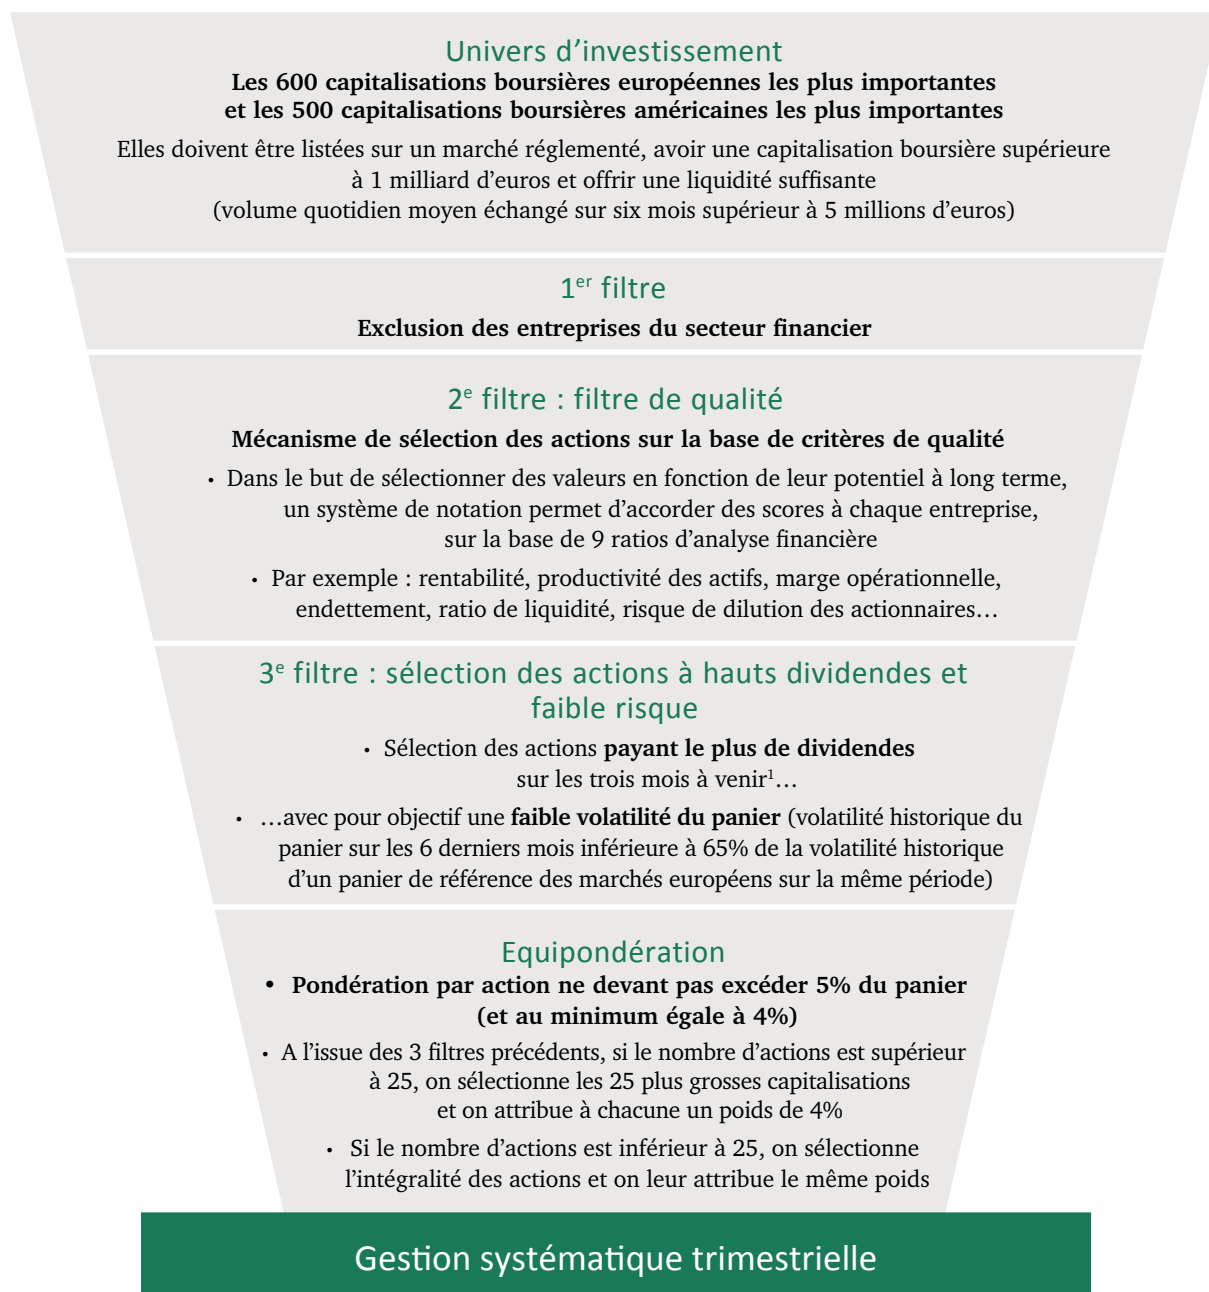 Univers d’investissement
Les 600 capitalisations boursières européennes les plus importantes
et les 500 capitalisations boursières américaines les plus importantes
Elles doivent être listées sur un marché réglementé, avoir une capitalisation boursière supérieure
à 1 milliard d’euros et offrir une liquidité suffisante
(volume quotidien moyen échangé sur six mois supérieur à 5 millions d’euros)
1er filtre
Exclusion des entreprises du secteur financier
2e filtre : filtre de qualité
Mécanisme de sélection des actions sur la base de critères de qualité
• Dans le but de sélectionner des valeurs en fonction de leur potentiel à long terme,
un système de notation permet d’accorder des scores à chaque entreprise,
sur la base de 9 ratios d’analyse financière
• Par exemple : rentabilité, productivité des actifs, marge opérationnelle,
endettement, ratio de liquidité, risque de dilution des actionnaires…
3e filtre : sélection des actions à hauts dividendes et
faible risque
• Sélection des actions payant le plus de dividendes
sur les trois mois à venir1…
• …avec pour objectif une faible volatilité du panier (volatilité historique du
panier sur les 6 derniers mois inférieure à 65% de la volatilité historique
d’un panier de référence des marchés européens sur la même période)
Equipondération
• Pondération par action ne devant pas excéder 5% du panier
(et au minimum égale à 4%)
• A l’issue des 3 filtres précédents, si le nombre d’actions est supérieur
à 25, on sélectionne les 25 plus grosses capitalisations
et on attribue à chacune un poids de 4%
• Si le nombre d’actions est inférieur à 25, on sélectionne
l’intégralité des actions et on leur attribue le même poids
Gestion systématique trimestrielle